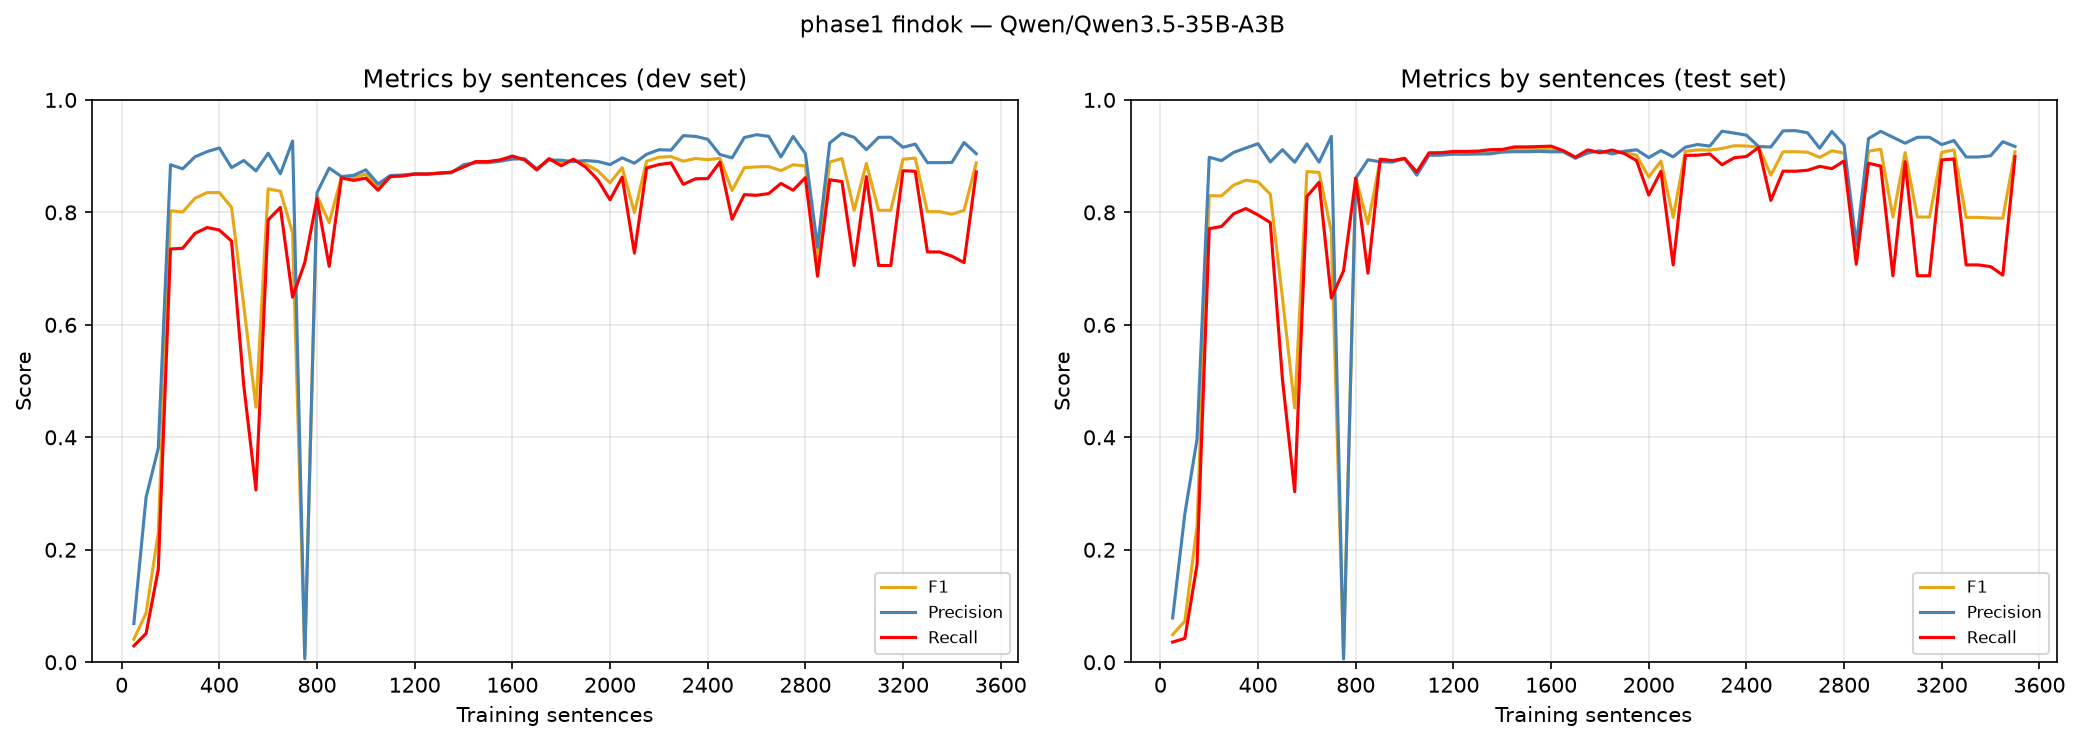 phase1 findok — Qwen/Qwen3.5-35B-A3B
Metrics by sentences (dev set)
1.0
0.8
0.6
0.4
0.2
0.0
Score
0 400 800 1200 1600 2000 2400 2800 3200 3600
Training sentences
F1
Precision
Recall
Metrics by sentences (test set)
1.0
0.8
0.6
0.4
0.2
0.0
Score
0 400 800 1200 1600 2000 2400 2800 3200 3600
Training sentences
F1
Precision
Recall